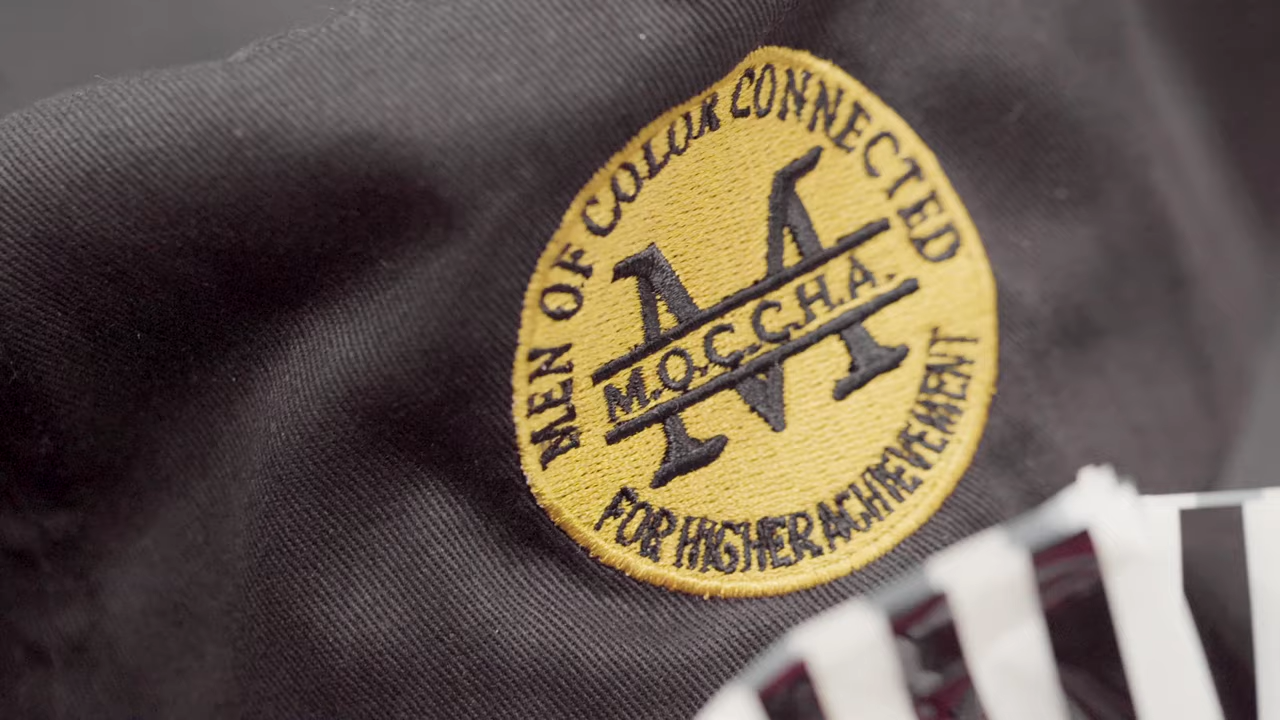 MEN OF COLOR CONNECTED
M
M.O.C.C.H.A.
FOR HIGHER ACHIEVEMENT